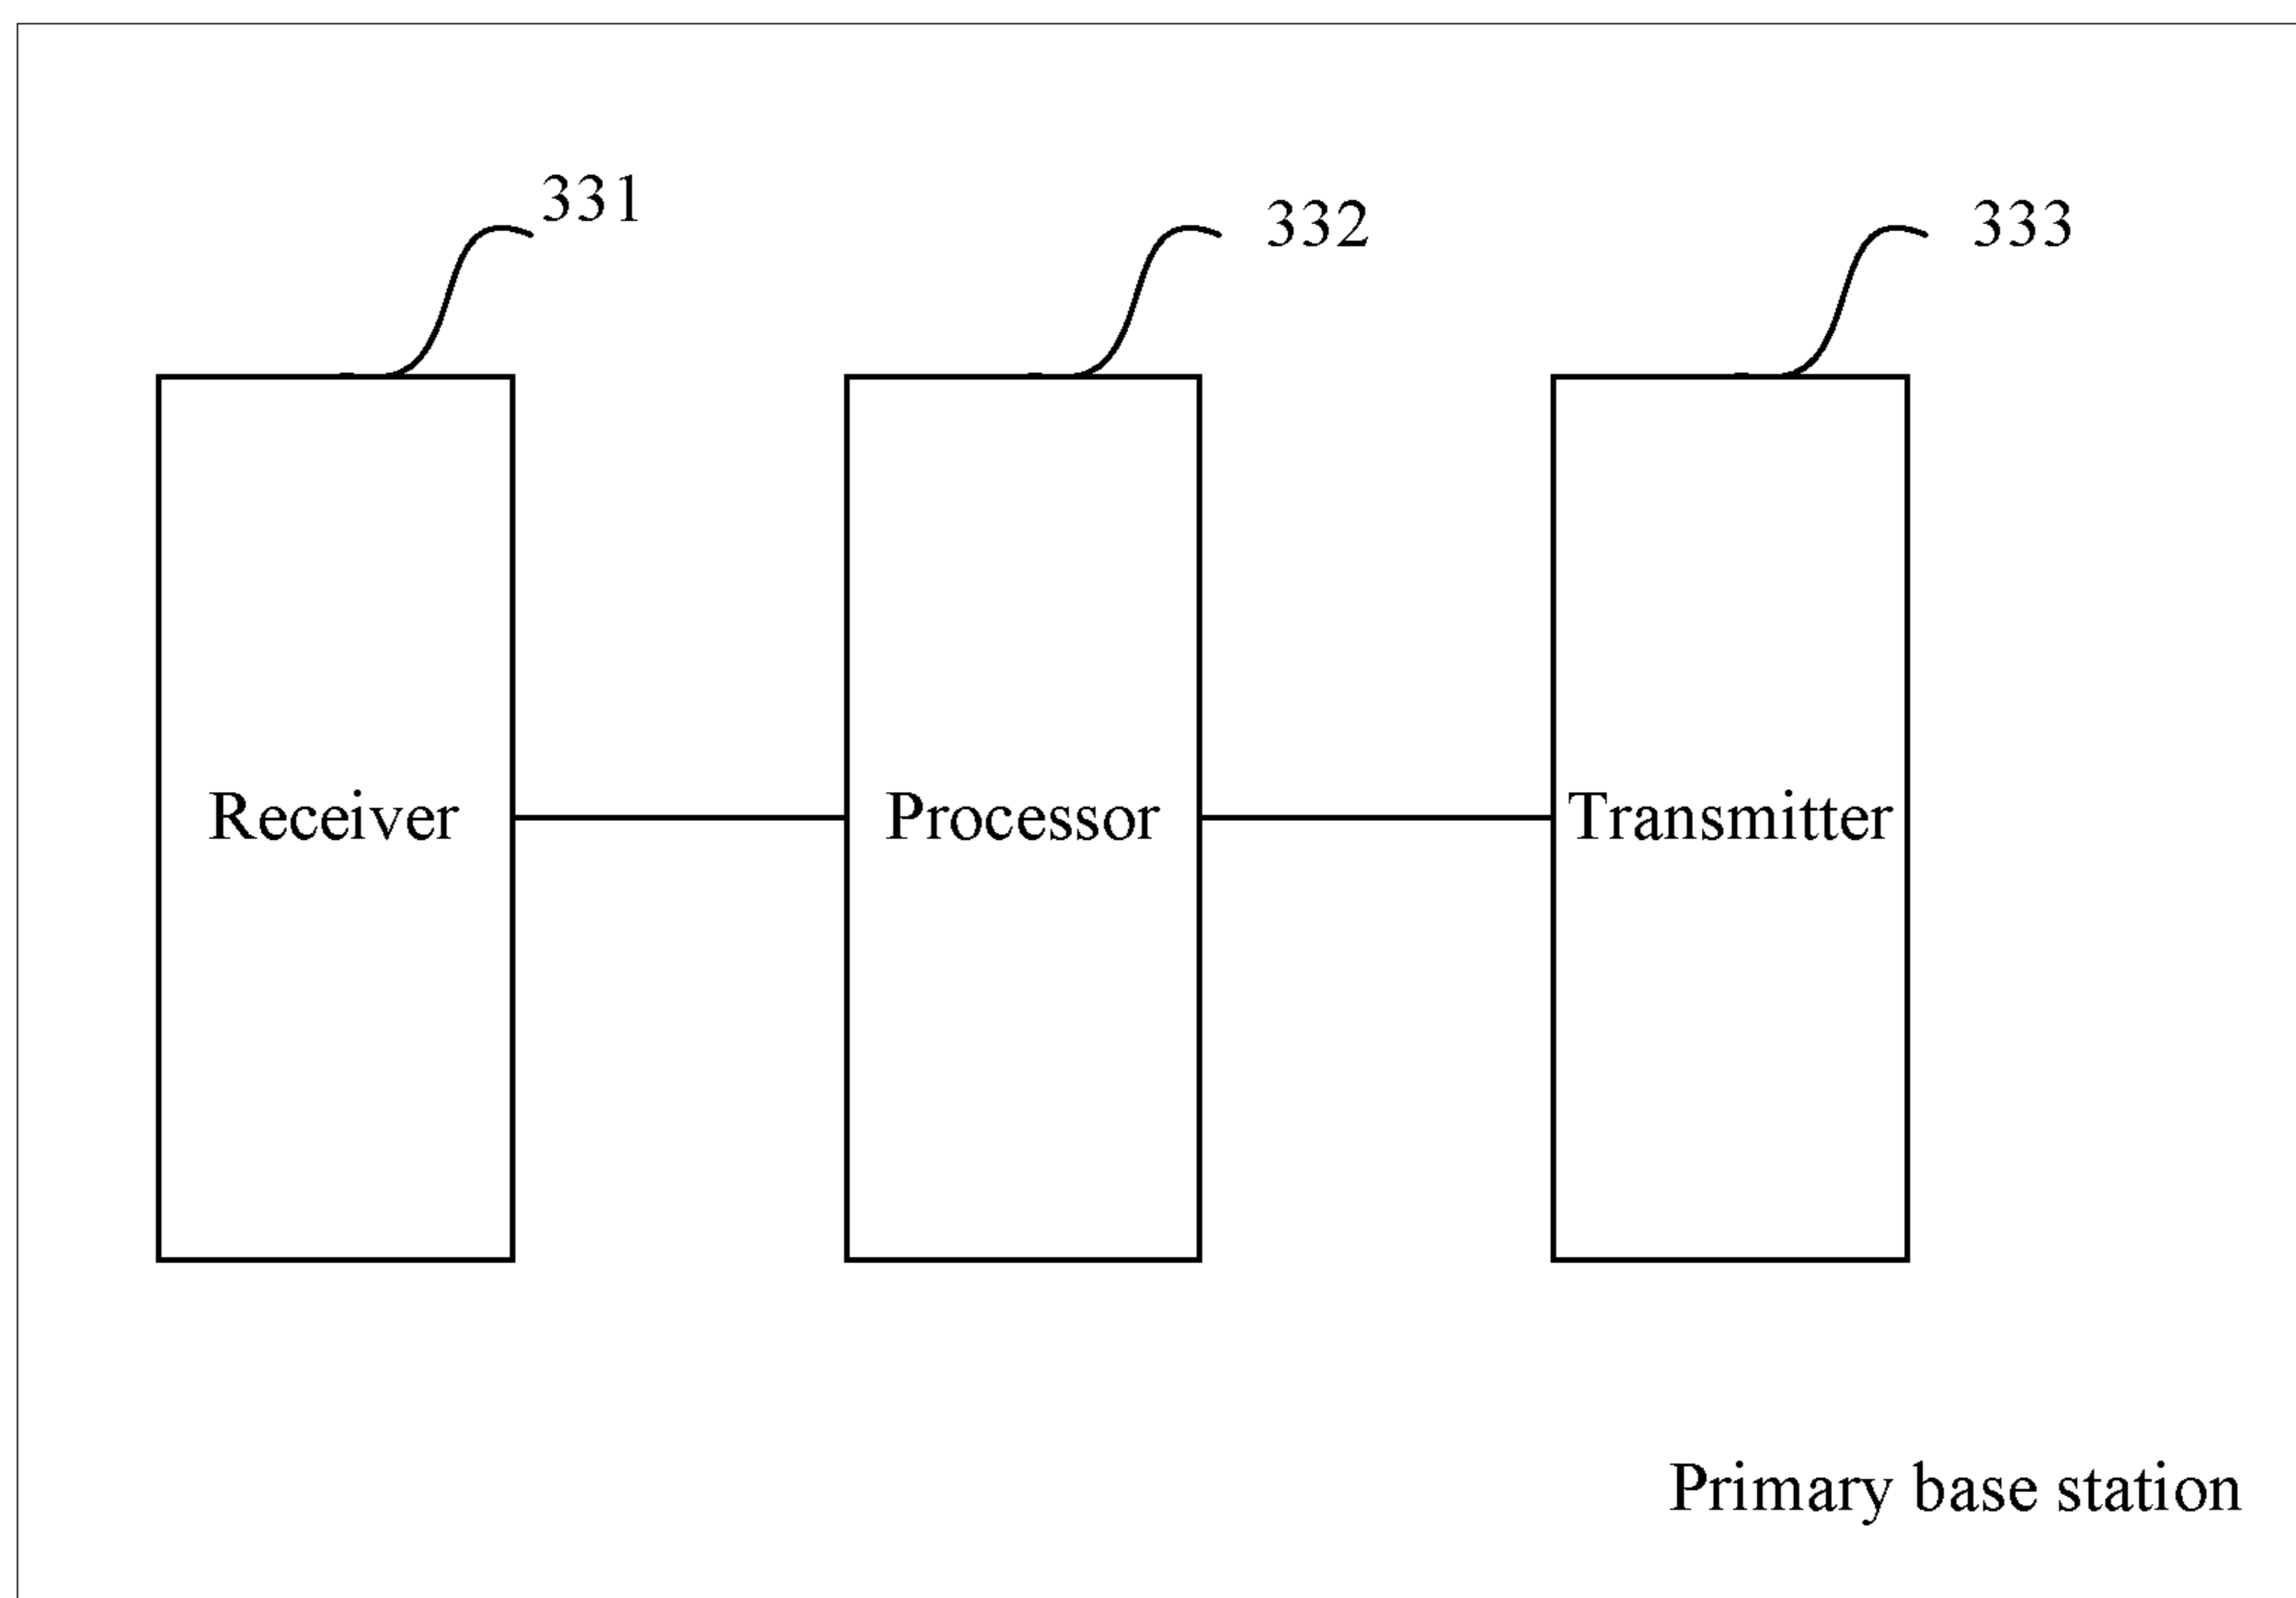 331
332
333
Receiver
Processor
Transmitter
Primary base station